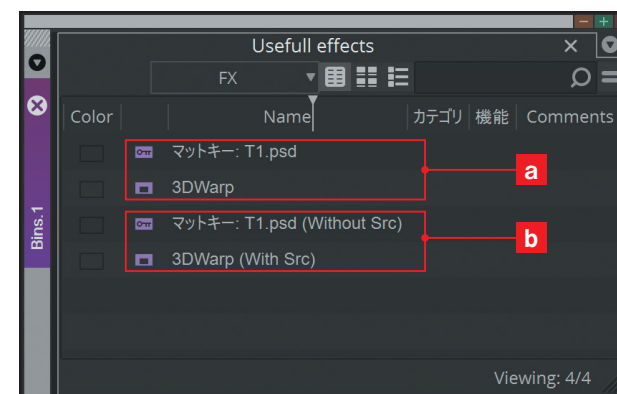 Usefull effects
FX
Color Name カテゴリ 機能 Comments
マットキー: T1.psd
a
3DWarp
マットキー: T1.psd (Without Src)
b
3DWarp (With Src)
Bins.1
Viewing: 4/4